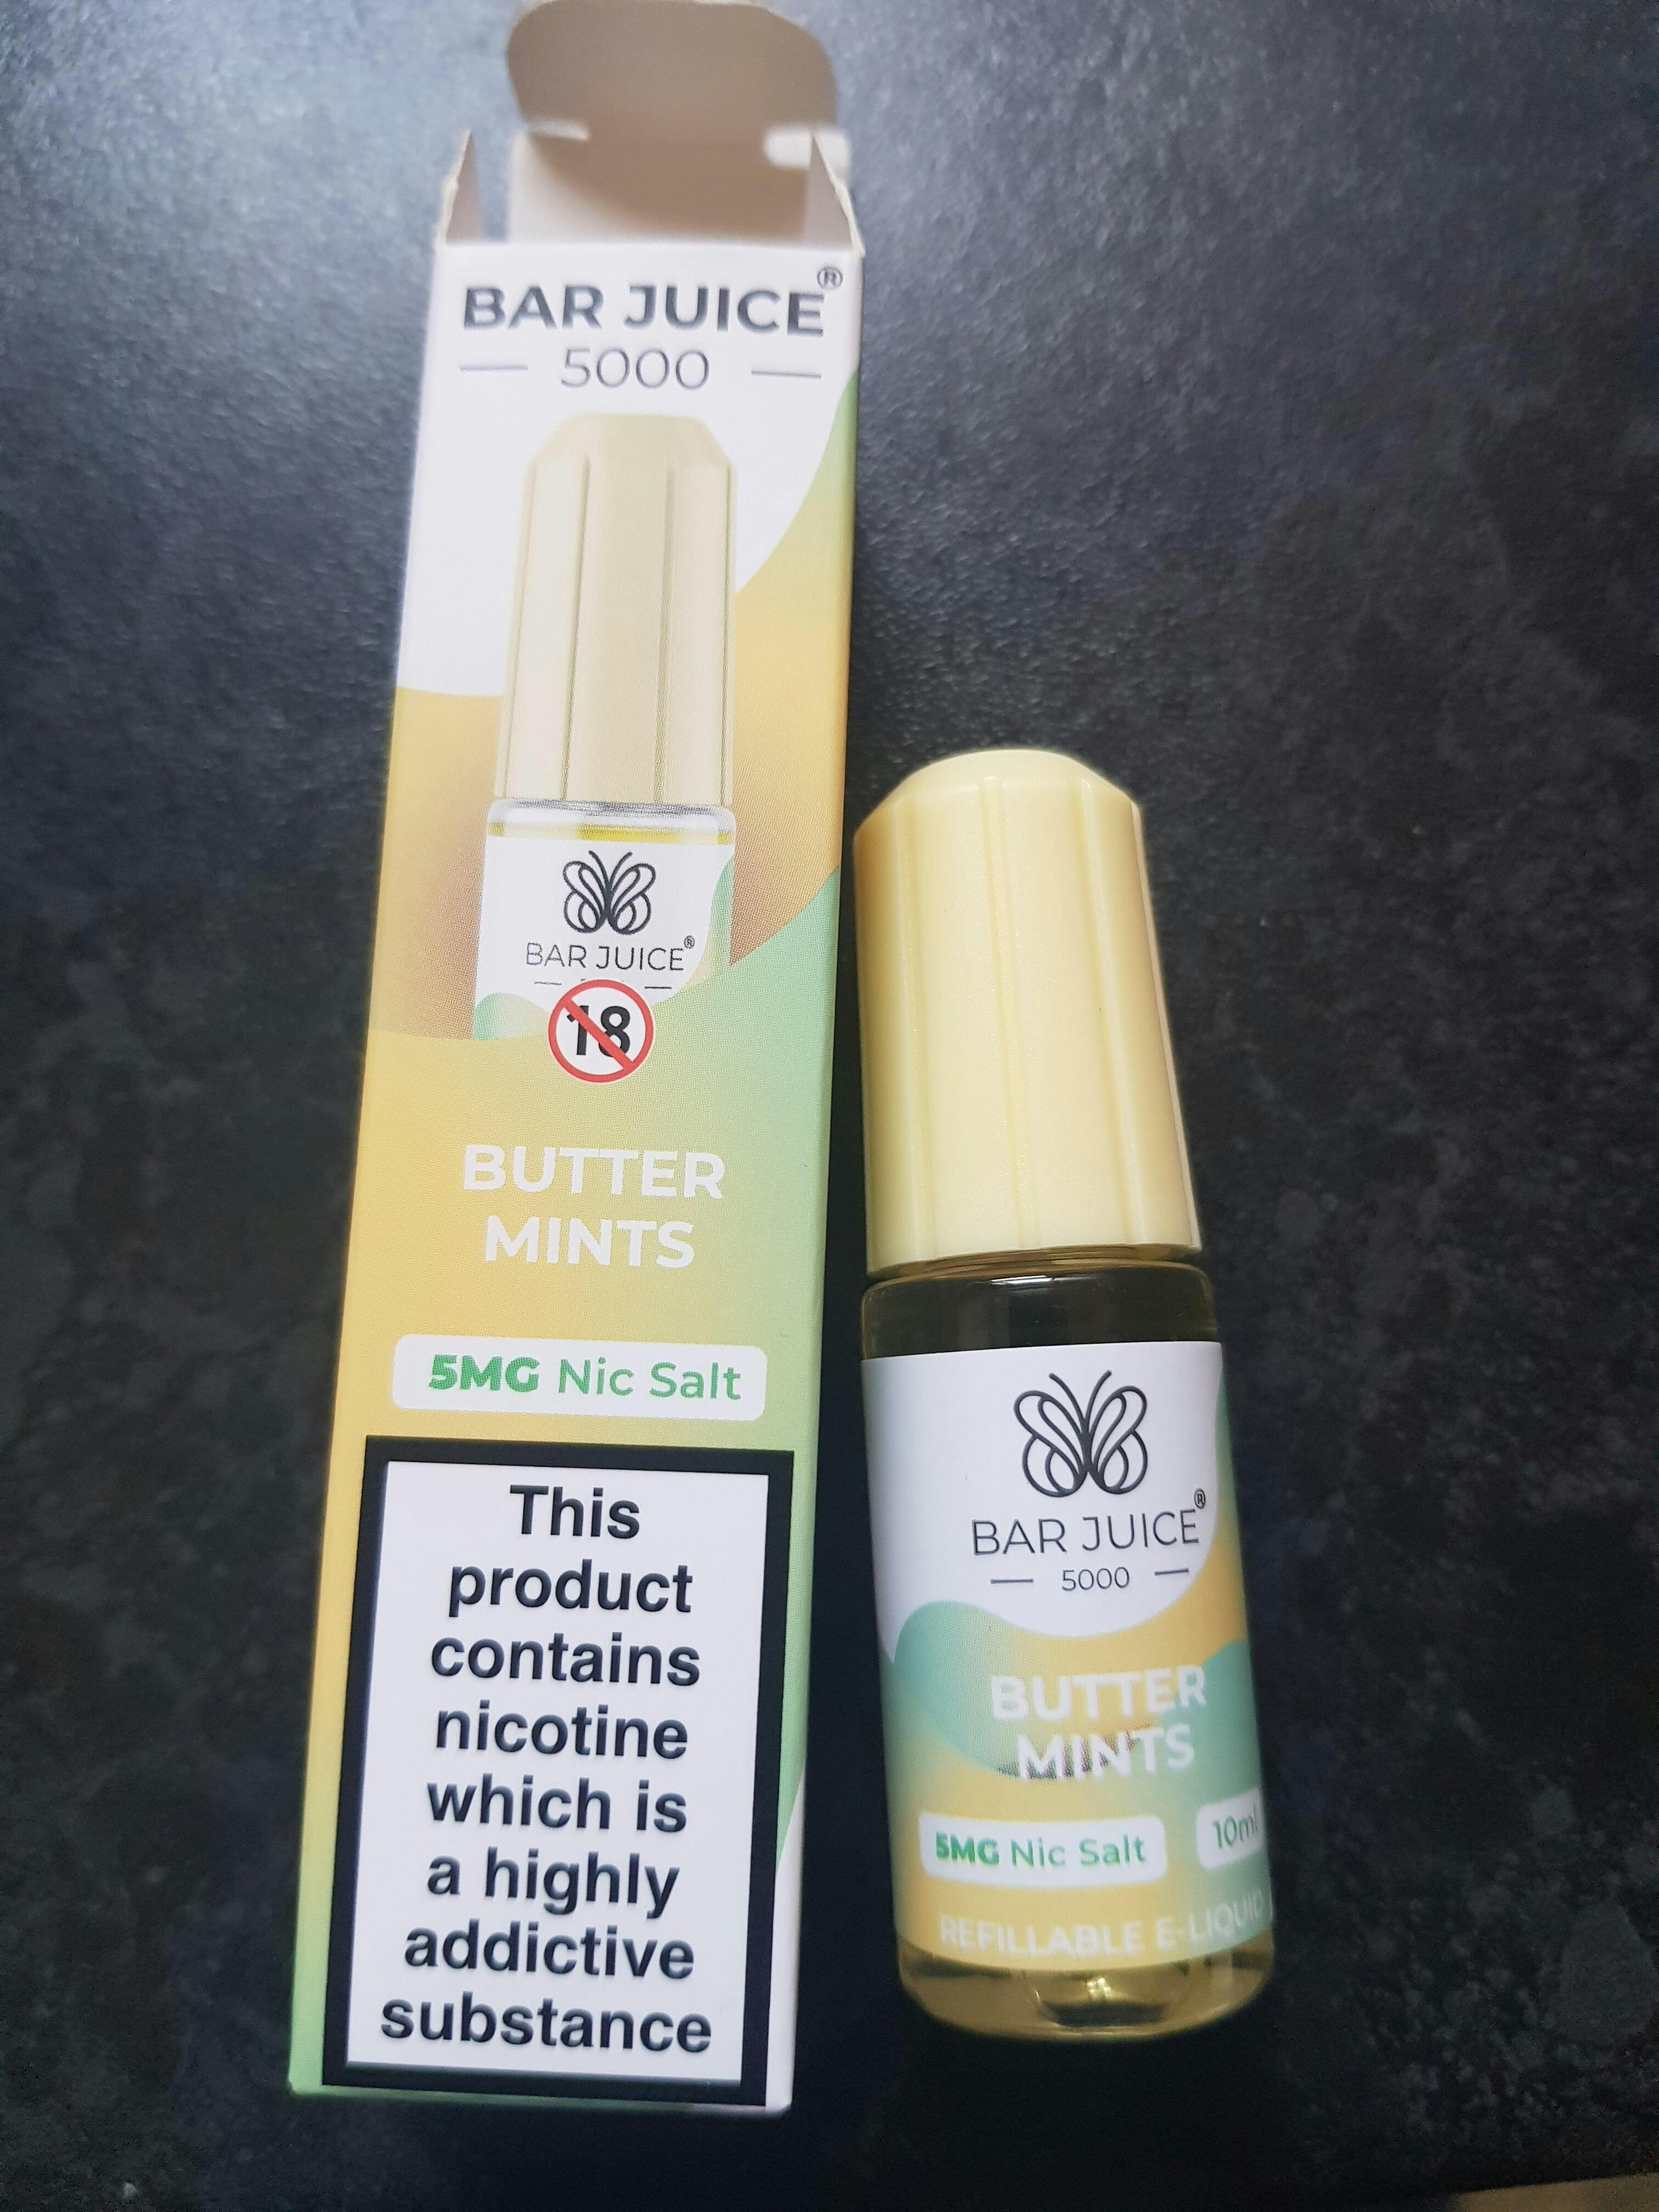 BAR JUICE®
5000
BAR JUICE®
18
BUTTER
MINTS
5MG Nic Salt
This
product
contains
nicotine
which is
a highly
addictive
substance
BAR JUICE®
5000
BUTTER
MINTS
5MG Nic Salt 10ml
REFILLABLE E-LIQUID